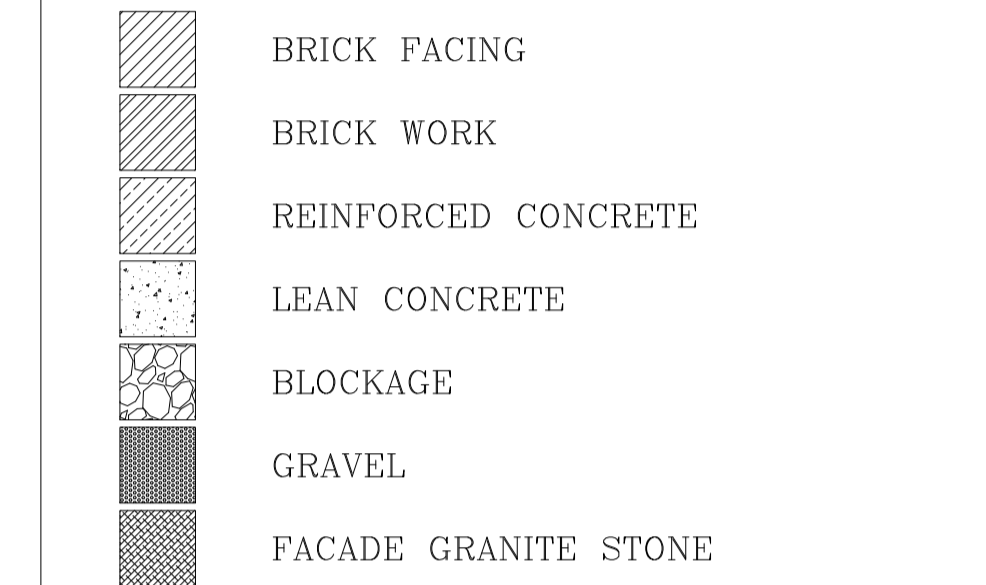 BRICK FACING
BRICK WORK
REINFORCED CONCRETE
LEAN CONCRETE
BLOCKAGE
GRAVEL
FACADE GRANITE STONE